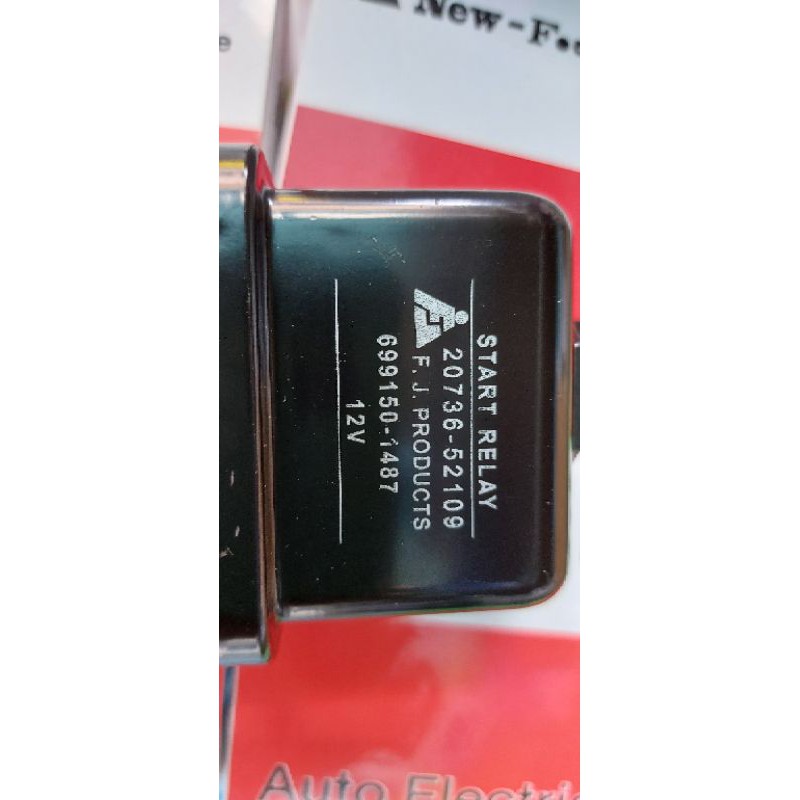 New-F
START RELAY
20736-52109
F. J. PRODUCTS
699150-1487
12V
Auto Electric
e